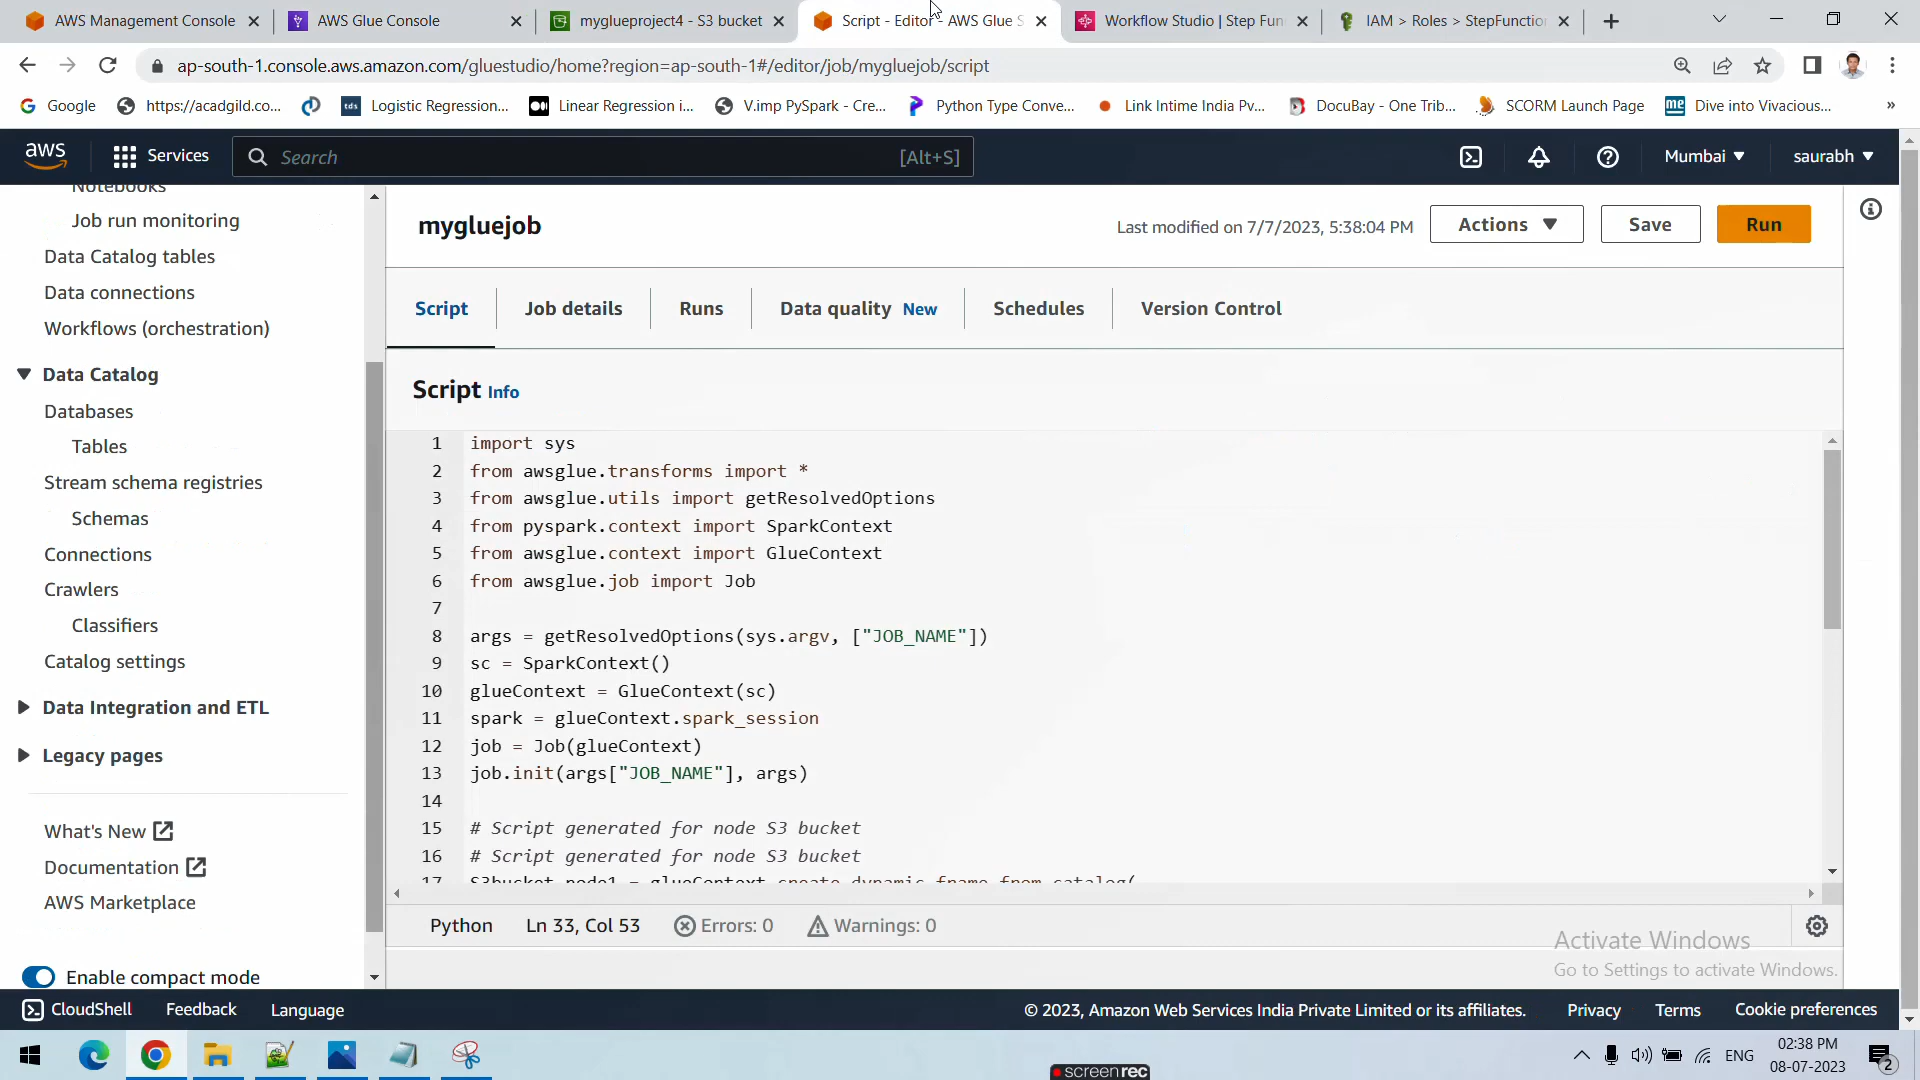 AWS Management Console
AWS Glue Console
myglueproject4 - S3 bucket
Script - Editor - AWS Glue S
Workflow Studio | Step Fun
IAM > Roles > StepFunctio
ap-south-1.console.aws.amazon.com/gluestudio/home?region=ap-south-1#/editor/job/mygluejob/script
Google
https://acadgild.co...
tds
Logistic Regression...
Linear Regression i...
V.imp PySpark - Cre...
Python Type Conve...
Link Intime India Pv...
DocuBay - One Trib...
SCORM Launch Page
me
Dive into Vivacious...
»
aws
Services
Search
[Alt+S]
Mumbai
saurabh
Notebooks
Job run monitoring
Data Catalog tables
Data connections
Workflows (orchestration)
Data Catalog
Databases
Tables
Stream schema registries
Schemas
Connections
Crawlers
Classifiers
Catalog settings
Data Integration and ETL
Legacy pages
What's New
Documentation
AWS Marketplace
Enable compact mode
mygluejob
Last modified on 7/7/2023, 5:38:04 PM
Actions
Save
Run
Script
Job details
Runs
Data quality New
Schedules
Version Control
Script Info
1 import sys
2 from awsglue.transforms import *
3 from awsglue.utils import getResolvedOptions
4 from pyspark.context import SparkContext
5 from awsglue.context import GlueContext
6 from awsglue.job import Job
7
8 args = getResolvedOptions(sys.argv, ["JOB_NAME"])
9 sc = SparkContext()
10 glueContext = GlueContext(sc)
11 spark = glueContext.spark_session
12 job = Job(glueContext)
13 job.init(args["JOB_NAME"], args)
14
15 # Script generated for node S3 bucket
16 # Script generated for node S3 bucket
17 S3bucket_node1 = glueContext.create_dynamic_frame.from_catalog(
Python
Ln 33, Col 53
Errors: 0
Warnings: 0
Activate Windows
Go to Settings to activate Windows.
CloudShell
Feedback
Language
© 2023, Amazon Web Services India Private Limited or its affiliates.
Privacy
Terms
Cookie preferences
ENG
02:38 PM
08-07-2023
2
screenrec